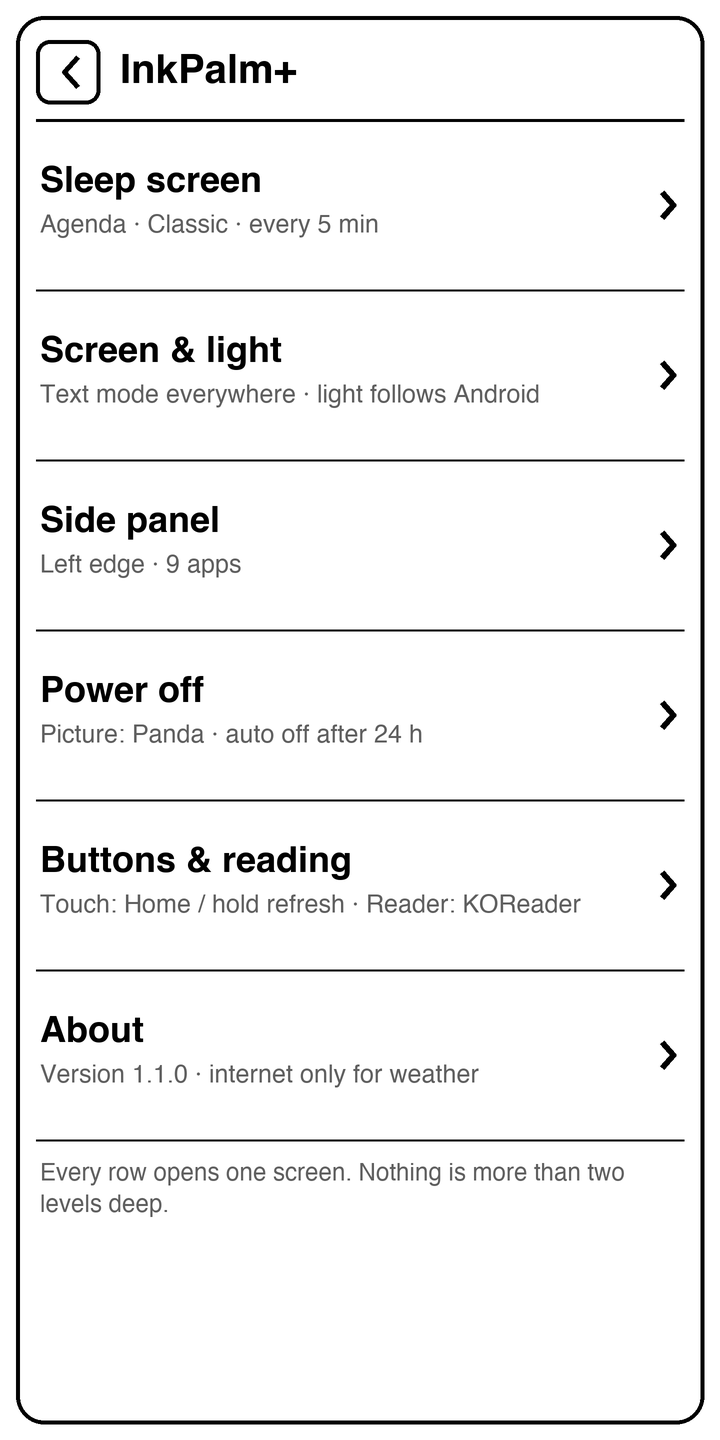 InkPalm+
Sleep screen
Agenda · Classic · every 5 min
Screen & light
Text mode everywhere · light follows Android
Side panel
Left edge · 9 apps
Power off
Picture: Panda · auto off after 24 h
Buttons & reading
Touch: Home / hold refresh · Reader: KOReader
About
Version 1.1.0 · internet only for weather
Every row opens one screen. Nothing is more than two
levels deep.